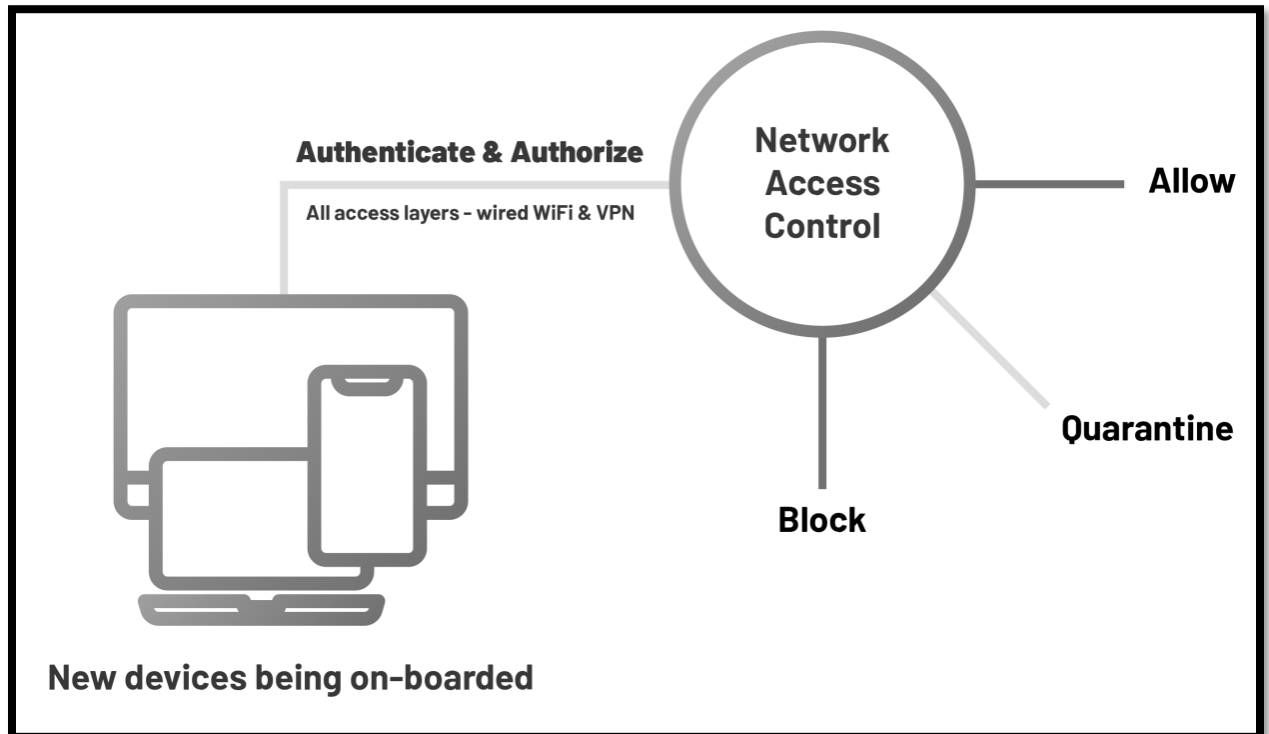 Network
Access
Control
Authenticate & Authorize
All access layers - wired WiFi & VPN
Allow
Quarantine
Block
New devices being on-boarded